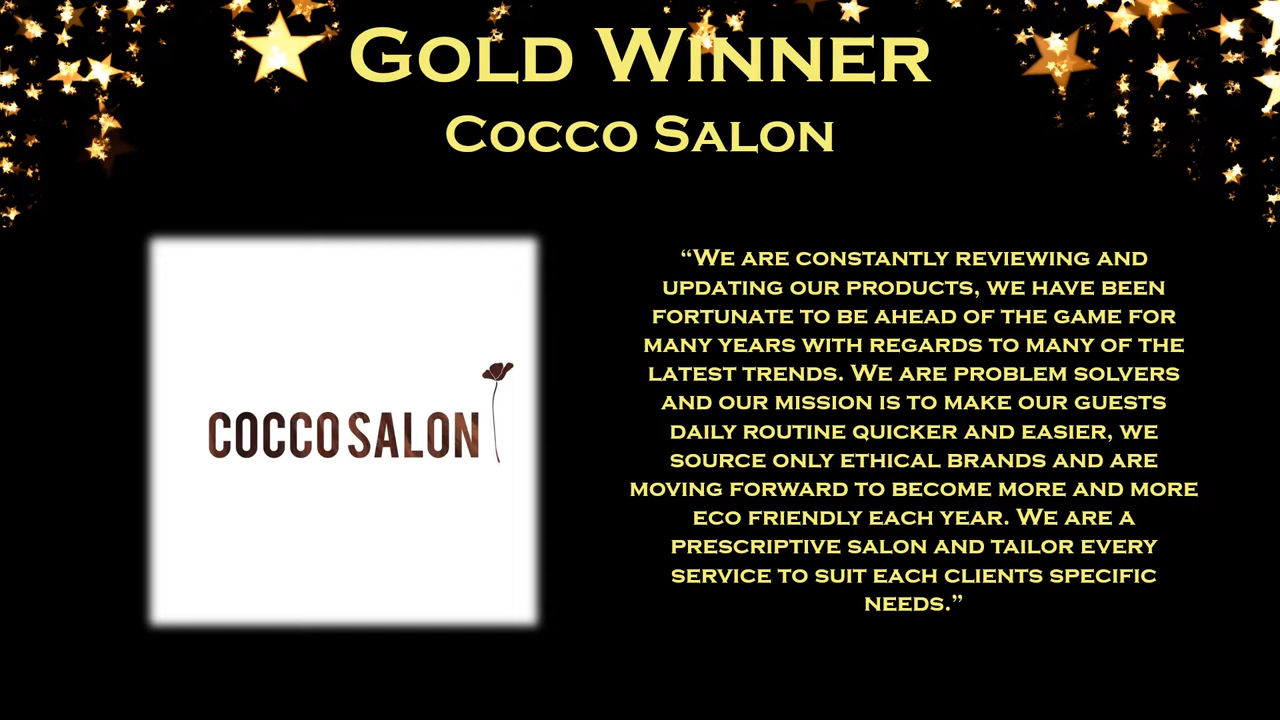 Gold Winner
Cocco Salon
COCCO SALON
“We are constantly reviewing and
updating our products, we have been
fortunate to be ahead of the game for
many years with regards to many of the
latest trends. We are problem solvers
and our mission is to make our guests
daily routine quicker and easier, we
source only ethical brands and are
moving forward to become more and more
eco friendly each year. We are a
prescriptive salon and tailor every
service to suit each clients specific
needs.”